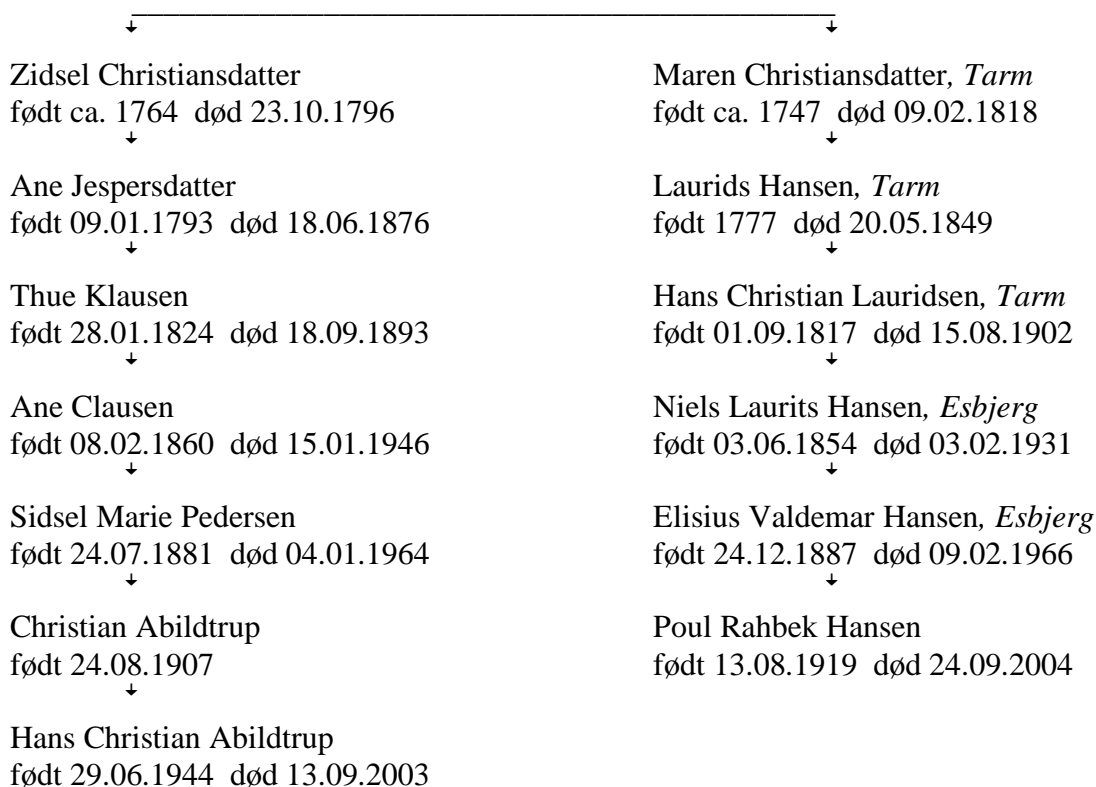 Zidsel Christiansdatter
født ca. 1764 død 23.10.1796
Ane Jespersdatter
født 09.01.1793 død 18.06.1876
Thue Klausen
født 28.01.1824 død 18.09.1893
Ane Clausen
født 08.02.1860 død 15.01.1946
Sidsel Marie Pedersen
født 24.07.1881 død 04.01.1964
Christian Abildtrup
født 24.08.1907
Hans Christian Abildtrup
født 29.06.1944 død 13.09.2003
Maren Christiansdatter, Tarm
født ca. 1747 død 09.02.1818
Laurids Hansen, Tarm
født 1777 død 20.05.1849
Hans Christian Lauridsen, Tarm
født 01.09.1817 død 15.08.1902
Niels Laurits Hansen, Esbjerg
født 03.06.1854 død 03.02.1931
Elisius Valdemar Hansen, Esbjerg
født 24.12.1887 død 09.02.1966
Poul Rahbek Hansen
født 13.08.1919 død 24.09.2004